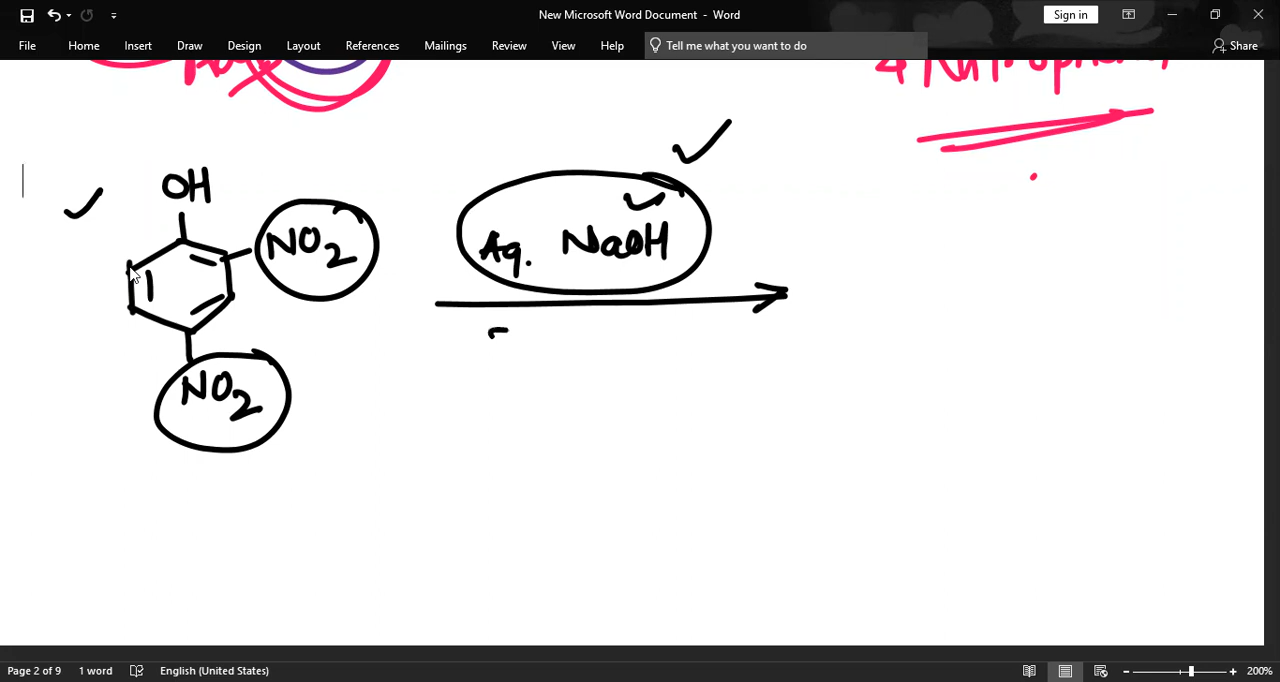 New Microsoft Word Document - Word
Sign in
File Home Insert Draw Design Layout References Mailings Review View Help Tell me what you want to do Share
OH
NO2
Aq. NaOH
NO2
Page 2 of 9 1 word English (United States) 200%